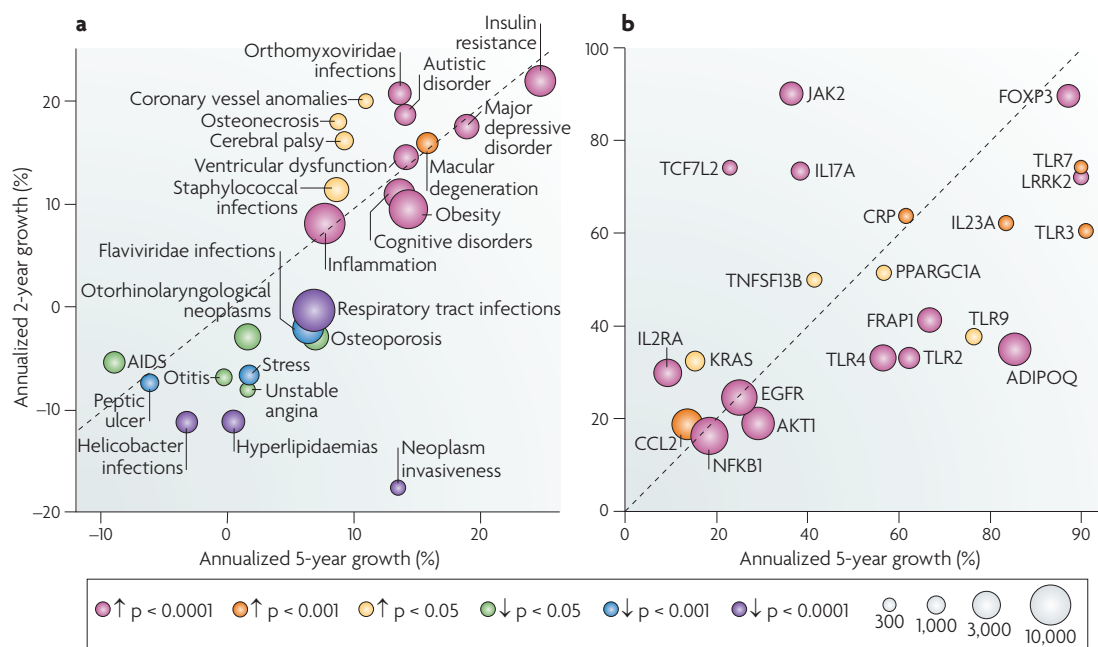 a
Annualized 2-year growth (%)
20
10
0
–10
–20
–10
0
10
20
Annualized 5-year growth (%)
Insulin
resistance
Orthomyxoviridae
infections
Autistic
disorder
Coronary vessel anomalies
Osteonecrosis
Cerebral palsy
Major
depressive
disorder
Ventricular dysfunction
Macular
degeneration
Staphylococcal
infections
Obesity
Cognitive disorders
Inflammation
Flaviviridae infections
Otorhinolaryngological
neoplasms
Respiratory tract infections
Osteoporosis
AIDS
Otitis
Stress
Peptic
ulcer
Unstable
angina
Helicobacter
infections
Hyperlipidaemias
Neoplasm
invasiveness
b
Annualized 2-year growth (%)
100
80
60
40
20
0
0
20
40
60
80
90
Annualized 5-year growth (%)
JAK2
FOXP3
TCF7L2
IL17A
TLR7
LRRK2
CRP
IL23A
TLR3
TNFSF13B
PPARGC1A
FRAP1
TLR9
IL2RA
KRAS
TLR4
TLR2
ADIPOQ
EGFR
AKT1
CCL2
NFKB1
↑ p < 0.0001
↑ p < 0.001
↑ p < 0.05
↓ p < 0.05
↓ p < 0.001
↓ p < 0.0001
300
1,000
3,000
10,000